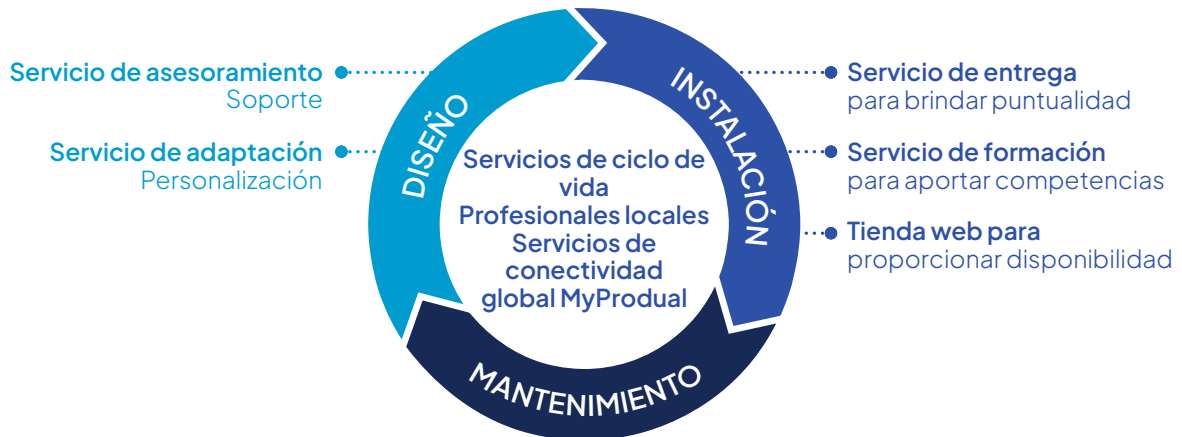 Servicio de asesoramiento
Soporte
Servicio de adaptación
Personalización
DISEÑO
Servicios de ciclo de
vida
Profesionales locales
Servicios de
conectividad
global MyProdual
INSTALACIÓN
MANTENIMIENTO
Servicio de entrega
para brindar puntualidad
Servicio de formación
para aportar competencias
Tienda web para
proporcionar disponibilidad